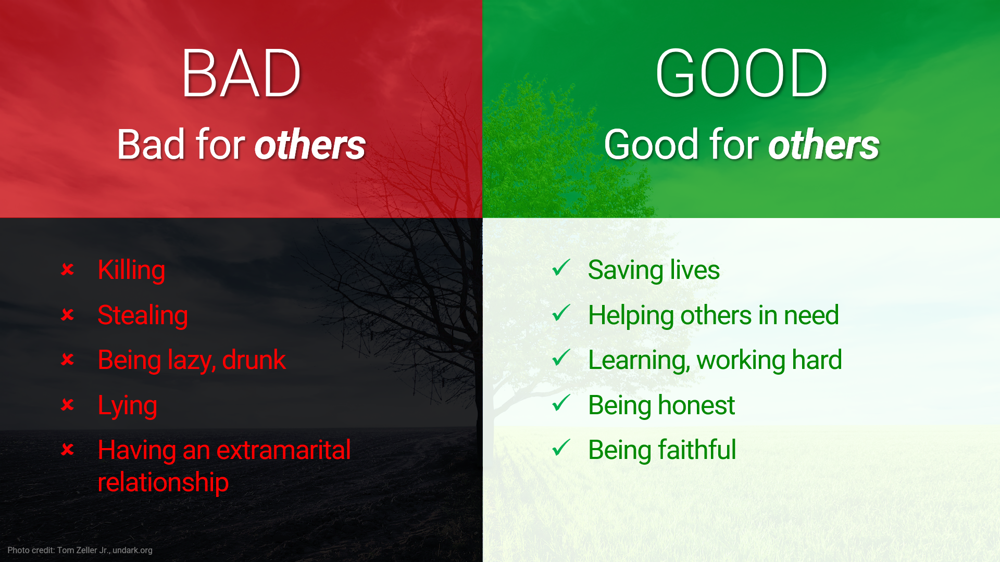 BAD
Bad for others
Killing
Stealing
Being lazy, drunk
Lying
Having an extramarital
relationship
Photo credit: Tom Zeller Jr., undark.org
GOOD
Good for others
Saving lives
Helping others in need
Learning, working hard
Being honest
Being faithful